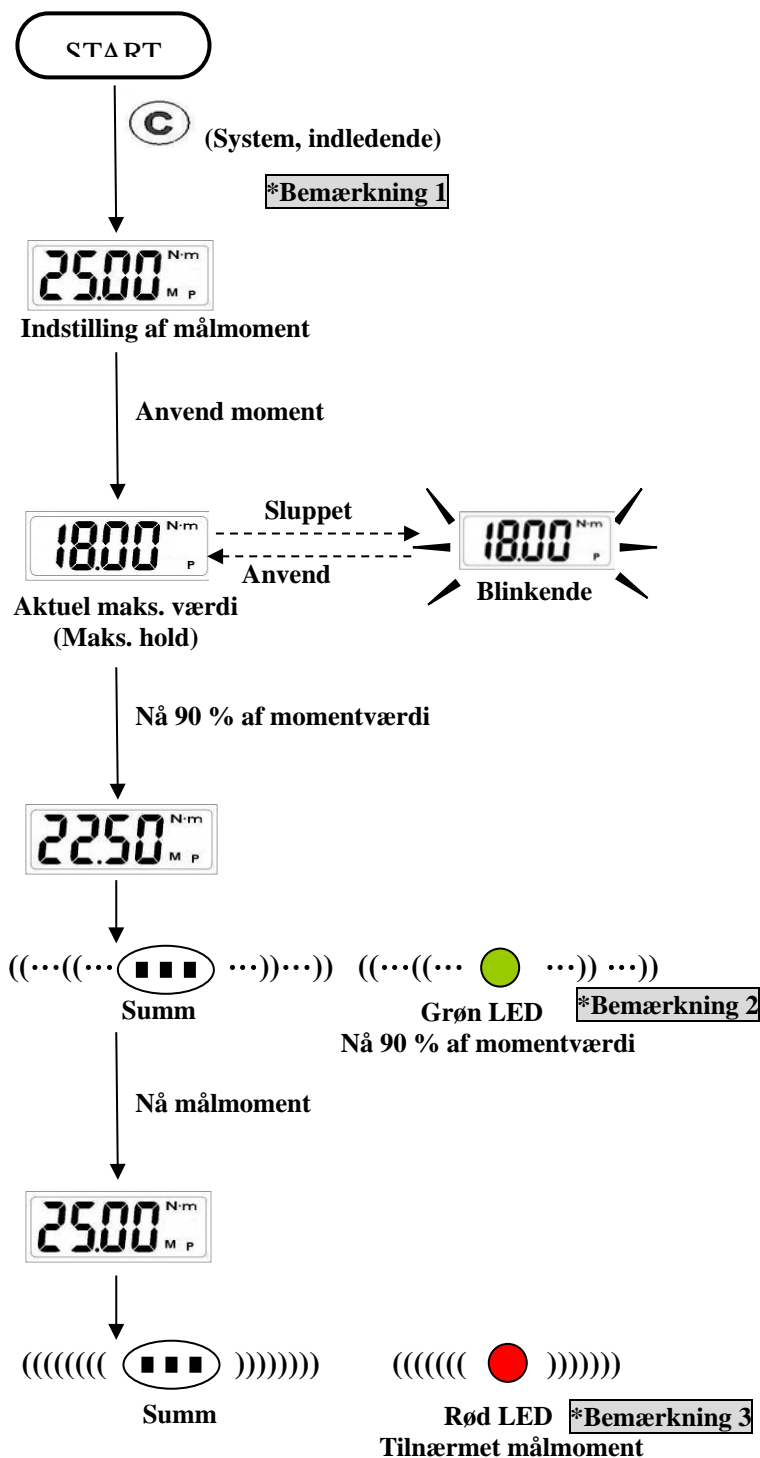 START
C
(System, indledende)
*Bemærkning 1
25.00 N·m
M P
Indstilling af målmoment
Anvend moment
18.00 N·m
P
Sluppet
Anvend
18.00 N·m
P
Blinkende
Aktuel maks. værdi
(Maks. hold)
Nå 90 % af momentværdi
22.50 N·m
M P
((···((··· ■ ■ ■ ···))···)) ((···((··· ···)) ···))
Summ
Grøn LED *Bemærkning 2
Nå 90 % af momentværdi
Nå målmoment
25.00 N·m
M P
(((((((( ■ ■ ■ )))))))) ((((((( )))))))
Summ
Rød LED *Bemærkning 3
Tilnærmet målmoment